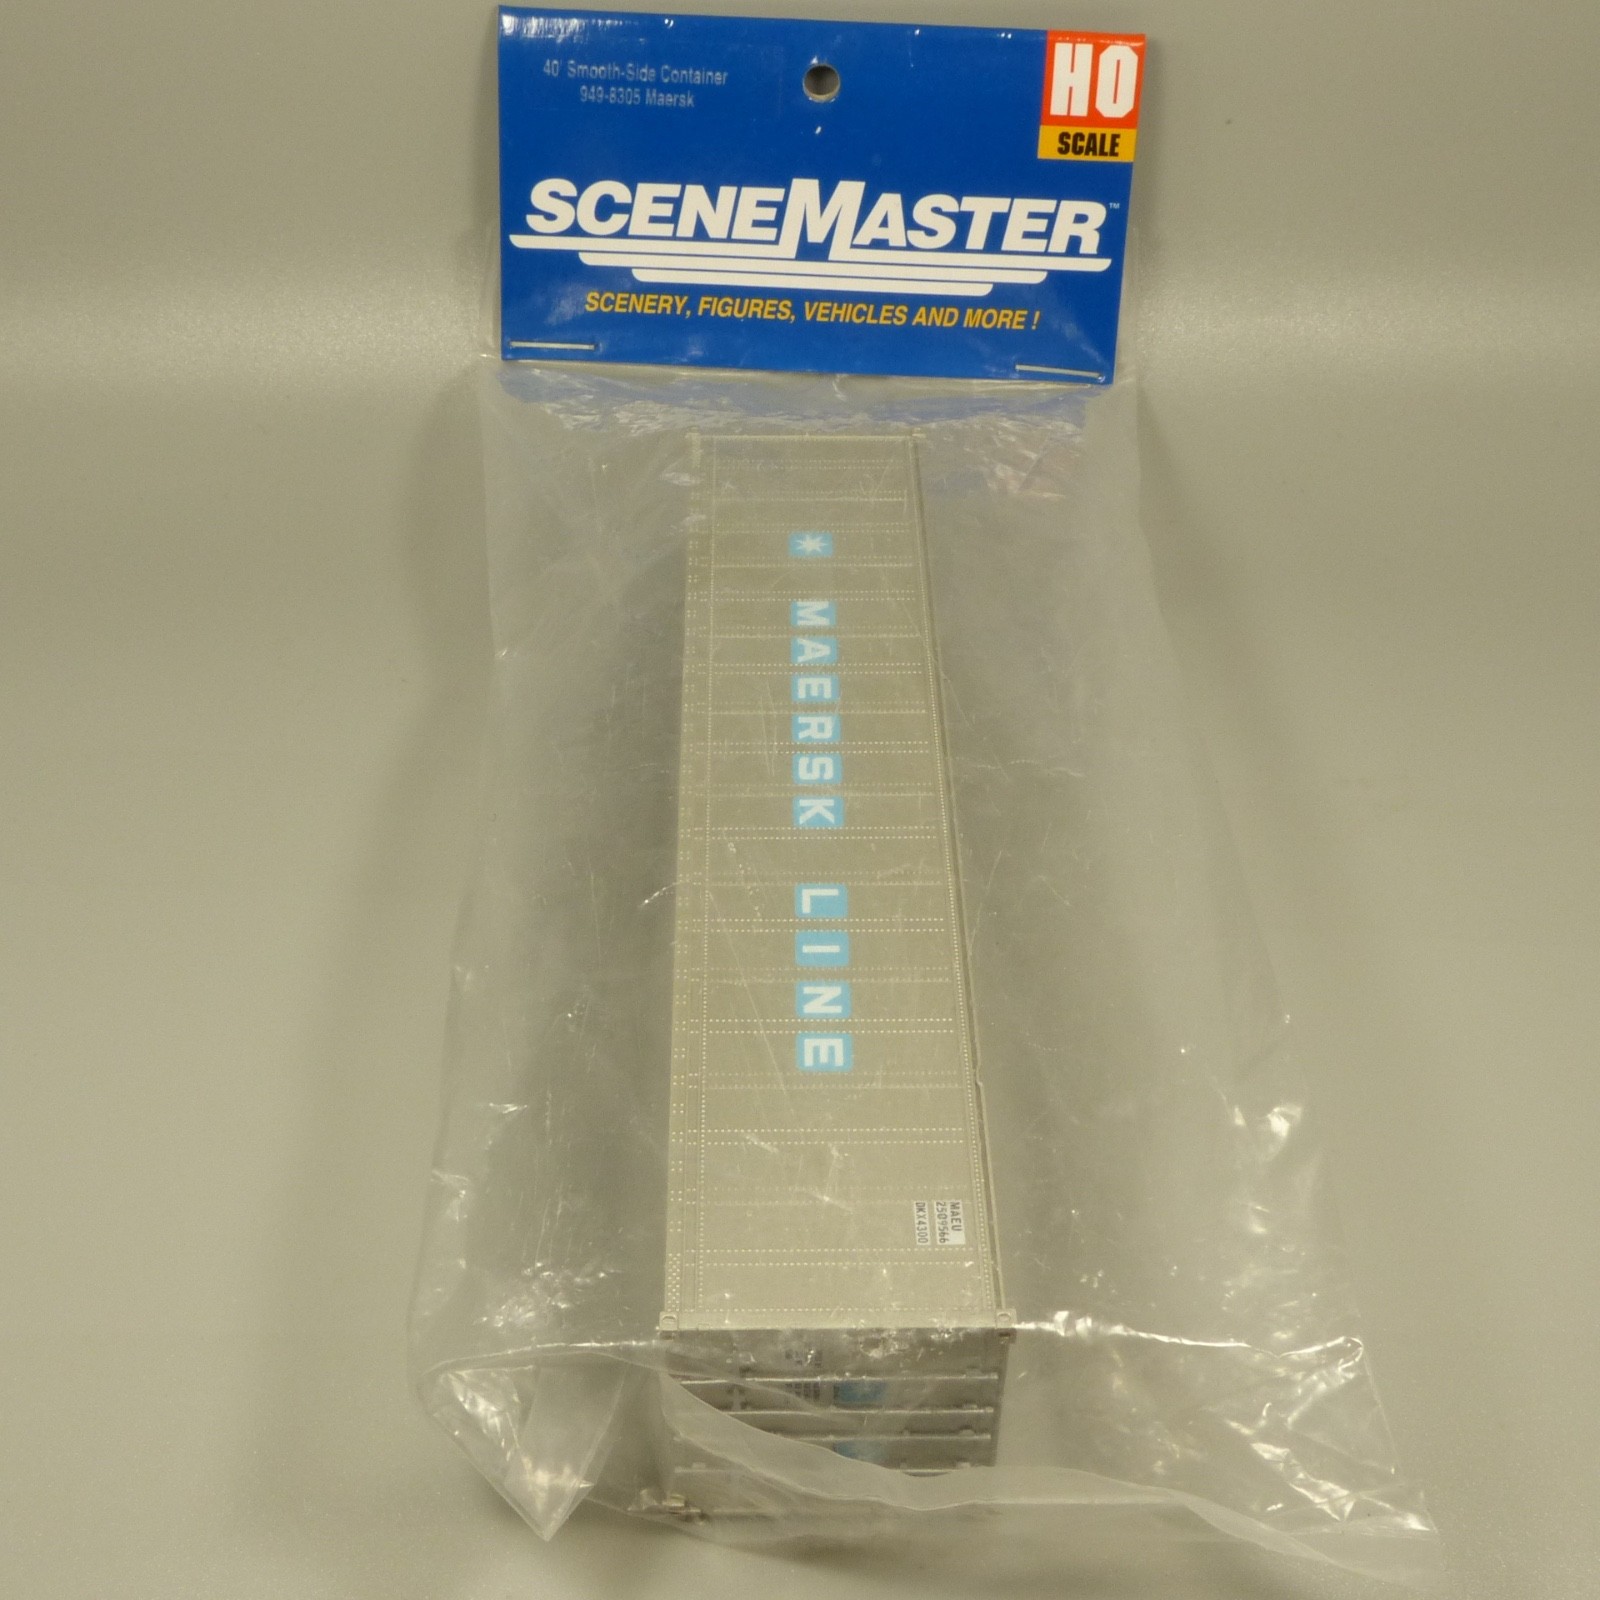 40' Smooth-Side Container
949-8305 Maersk
HO
SCALE
SCENEMASTER™
SCENERY, FIGURES, VEHICLES AND MORE !
MAERSK LINE
MAEU
2509566
DKX4300